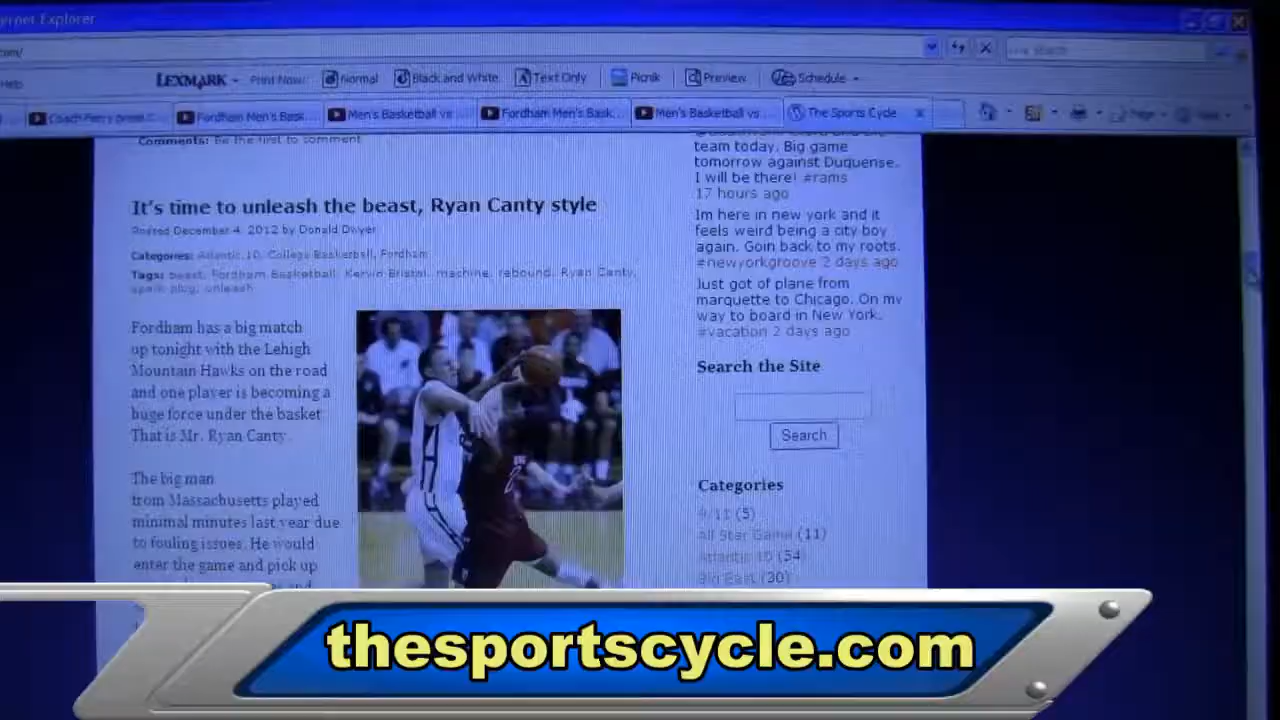 ernet Explorer
.com/
Help
LEXMARK
Print Now:
Normal
Black and White
Text Only
Picnik
Preview
Schedule
Fordham Men's Bask...
Men's Basketball vs ...
Fordham Men's Bask...
Men's Basketball vs ...
The Sports Cycle
Page
Comments: Be the first to comment
It's time to unleash the beast, Ryan Canty style
Posted December 4, 2012 by Donald Dwyer
Categories: Atlantic 10, College Basketball, Fordham
Tags: beast, Fordham Basketball, Kervin Bristol, machine, rebound, Ryan Canty,
spark plug, unleash
Fordham has a big match
up tonight with the Lehigh
Mountain Hawks on the road
and one player is becoming a
huge force under the basket
That is Mr. Ryan Canty.
The big man
from Massachusetts played
minimal minutes last year due
to fouling issues. He would
enter the game and pick up
team today. Big game
tomorrow against Duquense.
I will be there! #rams
17 hours ago
Im here in new york and it
feels weird being a city boy
again. Goin back to my roots.
#newyorkgroove 2 days ago
Just got of plane from
marquette to Chicago. On my
way to board in New York.
#vacation 2 days ago
Search the Site
Search
Categories
9/11 (5)
All Star Game (11)
Atlantic 10 (54)
Big East (30)
thesportscycle.com